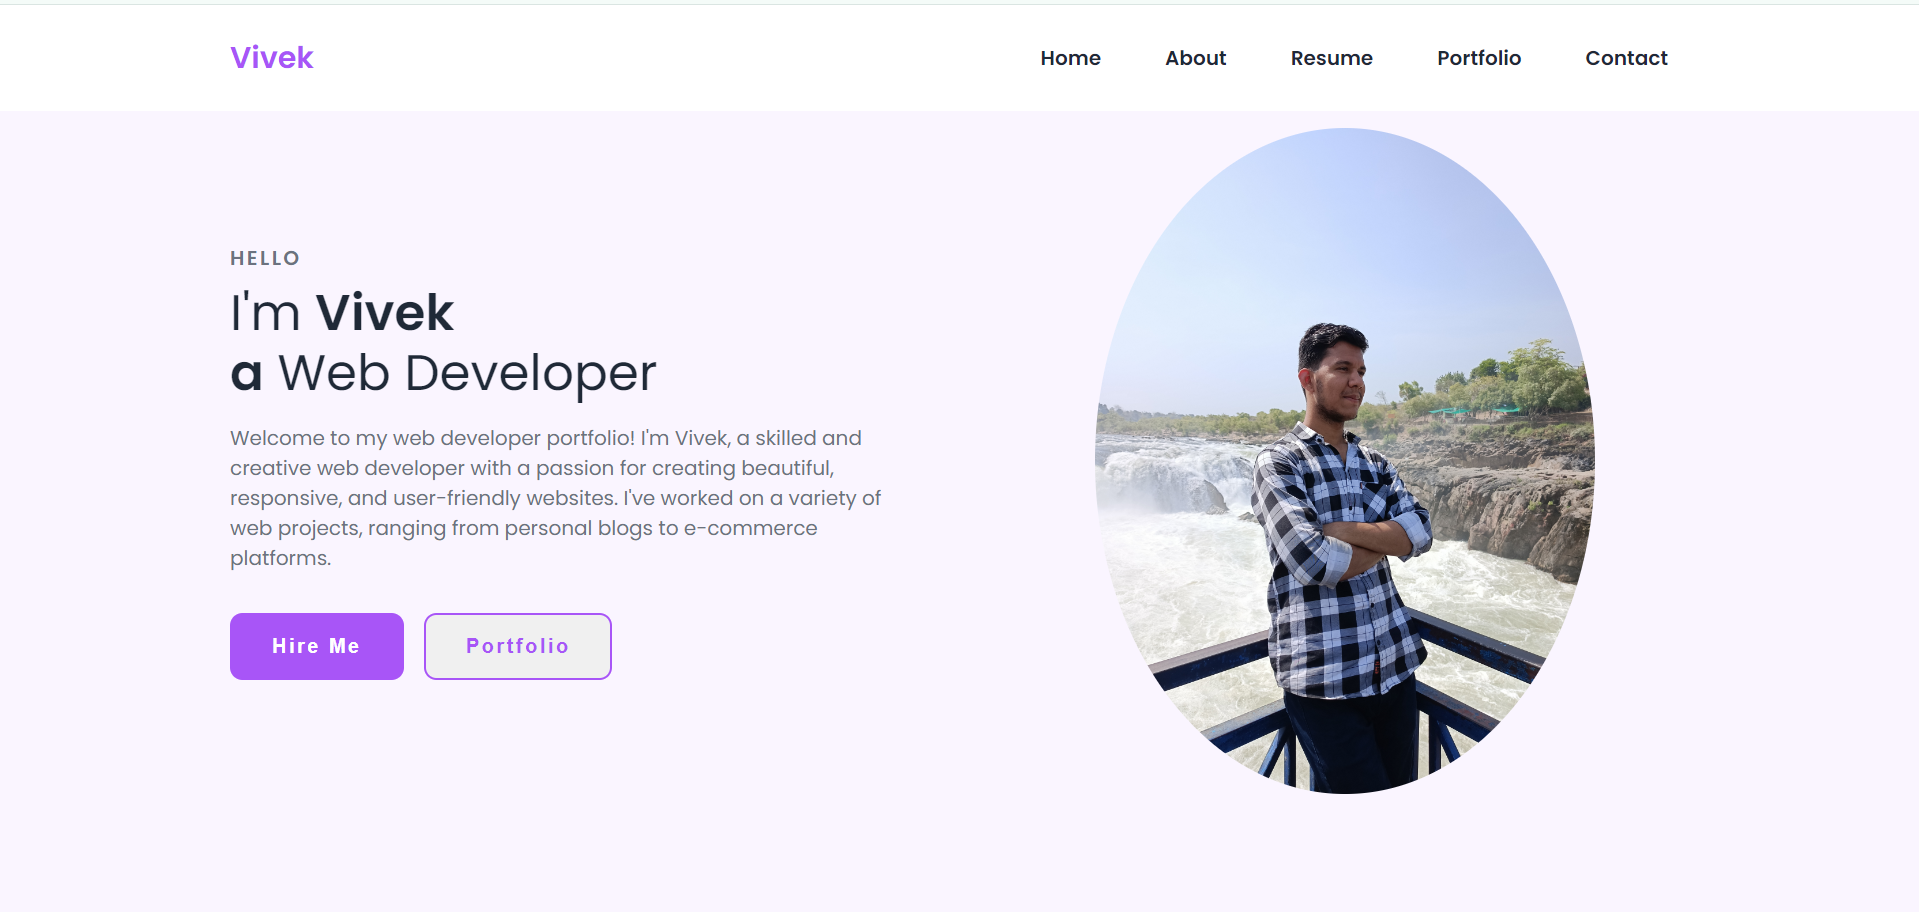 Vivek
Home About Resume Portfolio Contact
HELLO
I'm Vivek
a Web Developer
Welcome to my web developer portfolio! I'm Vivek, a skilled and
creative web developer with a passion for creating beautiful,
responsive, and user-friendly websites. I've worked on a variety of
web projects, ranging from personal blogs to e-commerce
platforms.
Hire Me
Portfolio